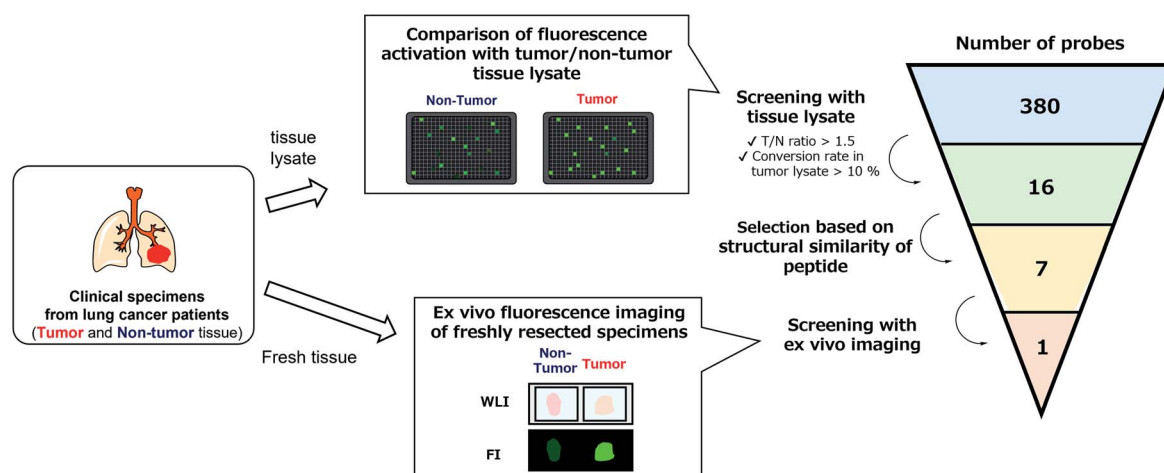 Clinical specimens
from lung cancer patients
(Tumor and Non-tumor tissue)
tissue
lysate
Fresh tissue
Comparison of fluorescence
activation with tumor/non-tumor
tissue lysate
Non-Tumor
Tumor
Ex vivo fluorescence imaging
of freshly resected specimens
Non-
Tumor
Tumor
WLI
FI
Screening with
tissue lysate
✓ T/N ratio > 1.5
✓ Conversion rate in
tumor lysate > 10 %
Selection based on
structural similarity of
peptide
Screening with
ex vivo imaging
Number of probes
380
16
7
1